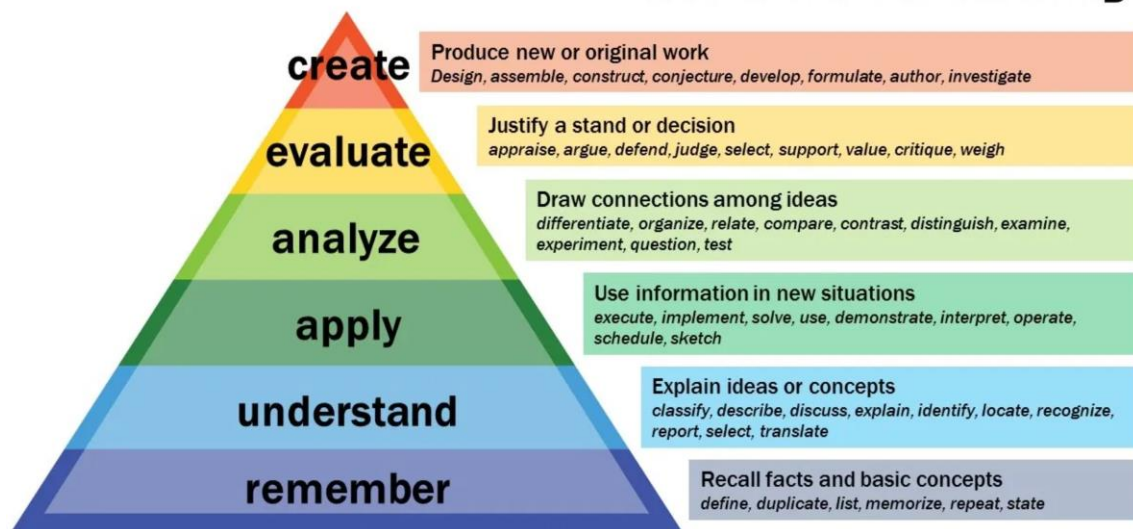 create
Produce new or original work
Design, assemble, construct, conjecture, develop, formulate, author, investigate
evaluate
Justify a stand or decision
appraise, argue, defend, judge, select, support, value, critique, weigh
analyze
Draw connections among ideas
differentiate, organize, relate, compare, contrast, distinguish, examine,
experiment, question, test
apply
Use information in new situations
execute, implement, solve, use, demonstrate, interpret, operate,
schedule, sketch
understand
Explain ideas or concepts
classify, describe, discuss, explain, identify, locate, recognize,
report, select, translate
remember
Recall facts and basic concepts
define, duplicate, list, memorize, repeat, state